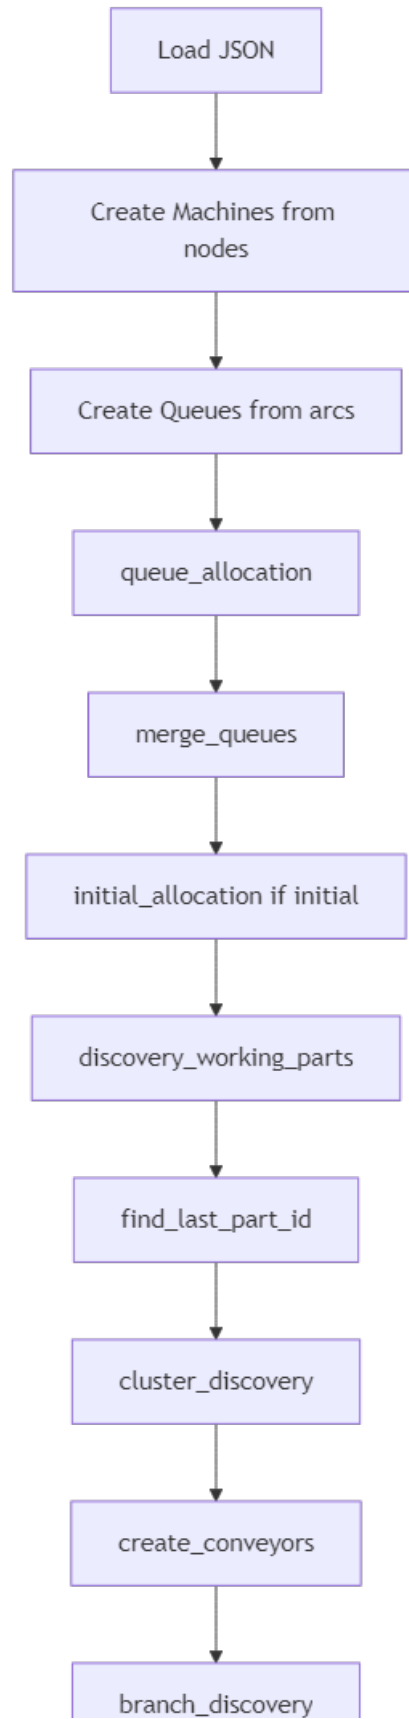 Load JSON
Create Machines from
nodes
Create Queues from arcs
queue_allocation
merge_queues
initial_allocation if initial
discovery_working_parts
find_last_part_id
cluster_discovery
create_conveyors
branch_discovery